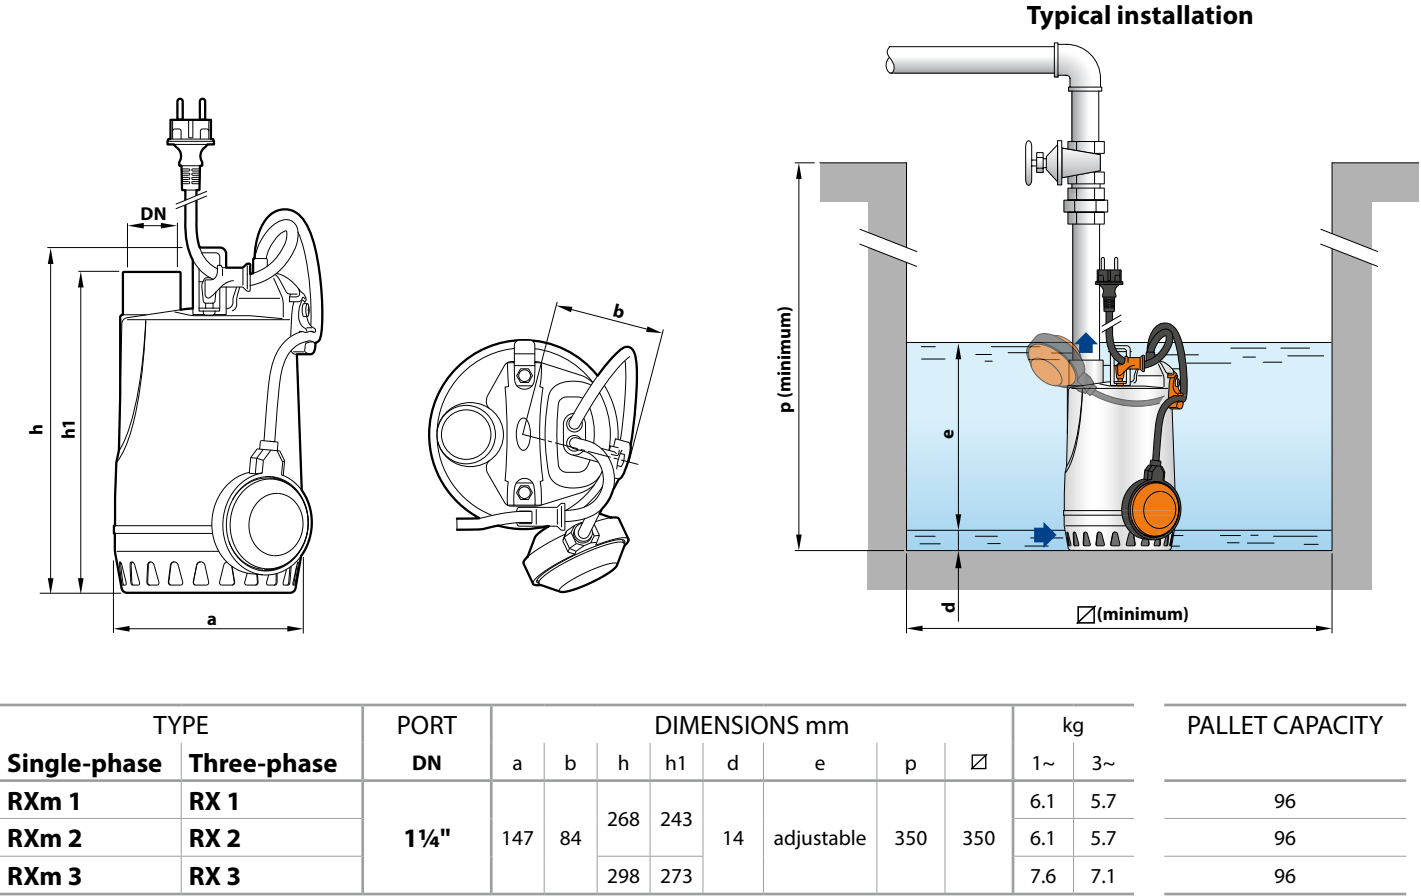 Typical installation
DN
h
h1
a
b
p (minimum)
e
d
(minimum)
TYPE PORT DIMENSIONS mm kg PALLET CAPACITY
Single-phase Three-phase DN a b h h1 d e p 1~ 3~
RXm 1 RX 1 1¼" 147 84 268 243 14 adjustable 350 350 6.1 5.7 96
RXm 2 RX 2 6.1 5.7 96
RXm 3 RX 3 298 273 7.6 7.1 96